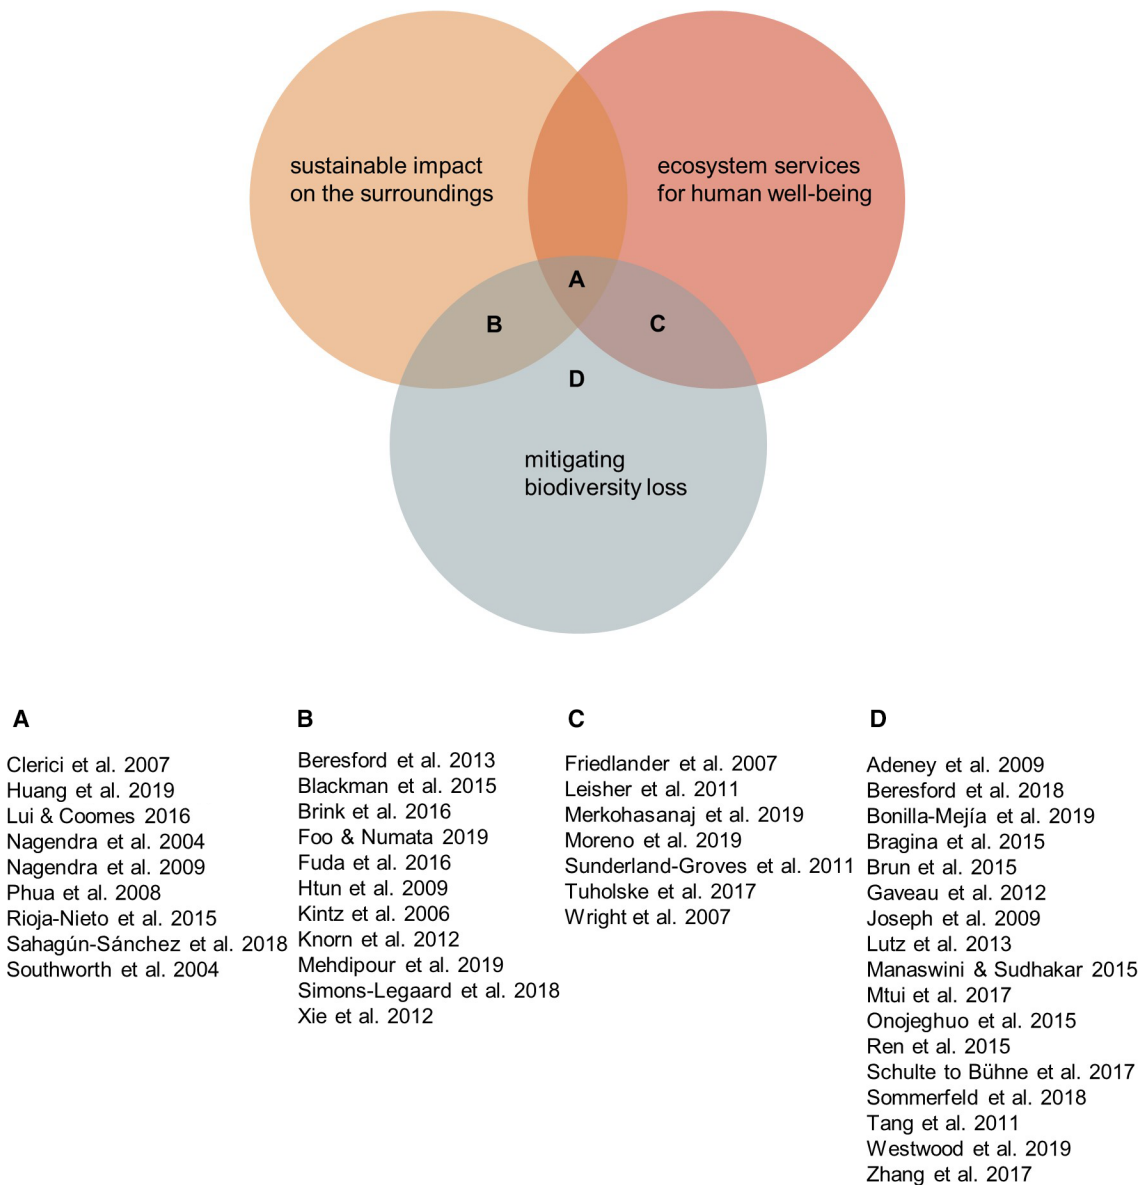 sustainable impact
on the surroundings
ecosystem services
for human well-being
A
B
C
D
mitigating
biodiversity loss
A
Clerici et al. 2007
Huang et al. 2019
Lui & Coomes 2016
Nagendra et al. 2004
Nagendra et al. 2009
Phua et al. 2008
Rioja-Nieto et al. 2015
Sahagún-Sánchez et al. 2018
Southworth et al. 2004
B
Beresford et al. 2013
Blackman et al. 2015
Brink et al. 2016
Foo & Numata 2019
Fuda et al. 2016
Htun et al. 2009
Kintz et al. 2006
Knorn et al. 2012
Mehdipour et al. 2019
Simons-Legaard et al. 2018
Xie et al. 2012
C
Friedlander et al. 2007
Leisher et al. 2011
Merkohasanaj et al. 2019
Moreno et al. 2019
Sunderland-Groves et al. 2011
Tuholske et al. 2017
Wright et al. 2007
D
Adeney et al. 2009
Beresford et al. 2018
Bonilla-Mejía et al. 2019
Bragina et al. 2015
Brun et al. 2015
Gaveau et al. 2012
Joseph et al. 2009
Lutz et al. 2013
Manaswini & Sudhakar 2015
Mtui et al. 2017
Onojeghuo et al. 2015
Ren et al. 2015
Schulte to Bühne et al. 2017
Sommerfeld et al. 2018
Tang et al. 2011
Westwood et al. 2019
Zhang et al. 2017